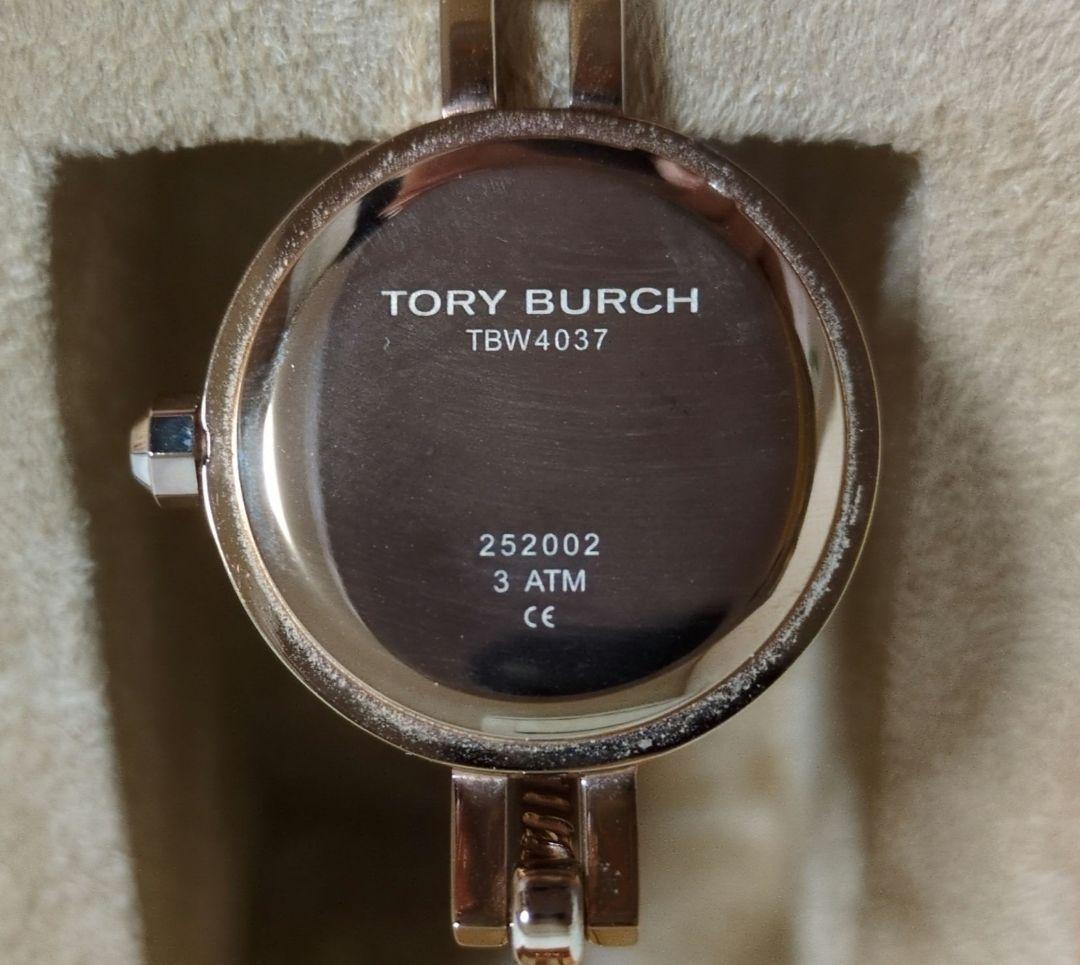 TORY BURCH
TBW4037
252002
3 ATM
CE